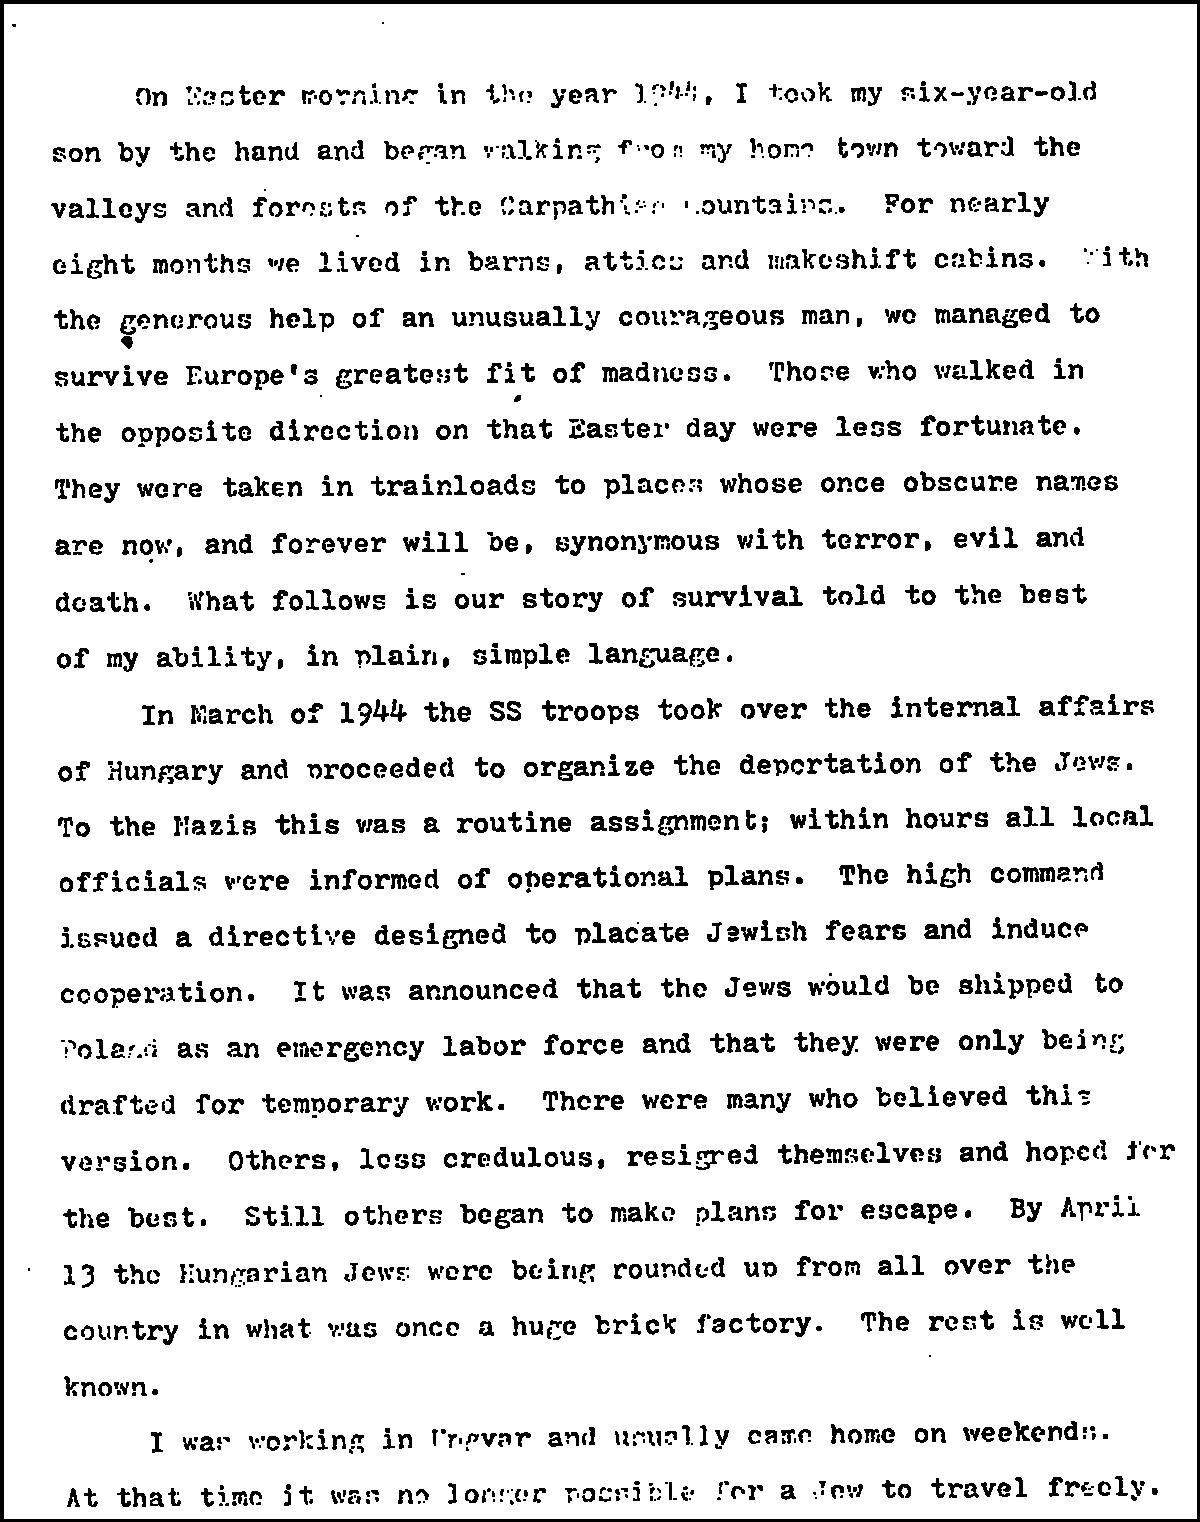 On Easter morning in the year 1944, I took my six-year-old
son by the hand and began walking from my home town toward the
valleys and forests of the Carpathian Mountains. For nearly
eight months we lived in barns, attics and makeshift cabins. With
the generous help of an unusually courageous man, we managed to
survive Europe's greatest fit of madness. Those who walked in
the opposite direction on that Easter day were less fortunate.
They were taken in trainloads to places whose once obscure names
are now, and forever will be, synonymous with terror, evil and
death. What follows is our story of survival told to the best
of my ability, in plain, simple language.
In March of 1944 the SS troops took over the internal affairs
of Hungary and proceeded to organize the deportation of the Jews.
To the Nazis this was a routine assignment; within hours all local
officials were informed of operational plans. The high command
issued a directive designed to placate Jewish fears and induce
cooperation. It was announced that the Jews would be shipped to
Poland as an emergency labor force and that they were only being
drafted for temporary work. There were many who believed this
version. Others, less credulous, resigned themselves and hoped for
the best. Still others began to make plans for escape. By April
13 the Hungarian Jews were being rounded up from all over the
country in what was once a huge brick factory. The rest is well
known.
I was working in Ungvar and usually came home on weekends.
At that time it was no longer possible for a Jew to travel freely.